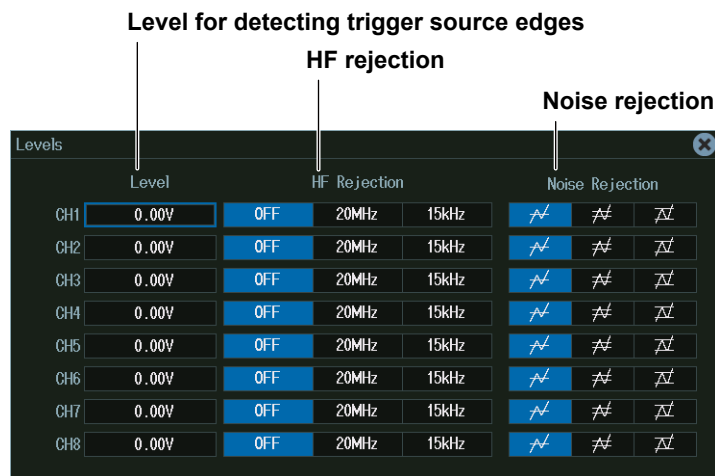 Level for detecting trigger source edges
HF rejection
Noise rejection
Levels
Level HF Rejection Noise Rejection
CH1 0.00V OFF 20MHz 15kHz
CH2 0.00V OFF 20MHz 15kHz
CH3 0.00V OFF 20MHz 15kHz
CH4 0.00V OFF 20MHz 15kHz
CH5 0.00V OFF 20MHz 15kHz
CH6 0.00V OFF 20MHz 15kHz
CH7 0.00V OFF 20MHz 15kHz
CH8 0.00V OFF 20MHz 15kHz